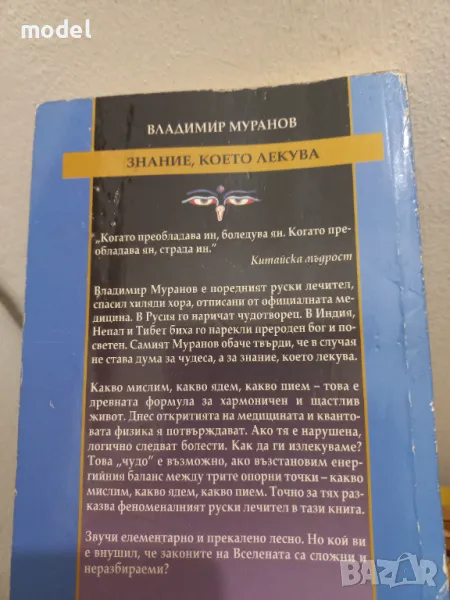 model
ВЛАДИМИР МУРАНОВ
ЗНАНИЕ, КОЕТО ЛЕКУВА
„Когато преобладава ин, боледува ян. Когато пре-
обладава ян, страда ин.“
Китайска мъдрост
Владимир Муранов е поредният руски лечител,
спасил хиляди хора, отписани от официалната ме-
дицина. В Русия го наричат чудотворец. В Индия,
Непал и Тибет биха го нарекли прероден бог и по-
светен. Самият Муранов обаче твърди, че в случая
не става дума за чудеса, а за знание, което лекува.
Какво мислим, какво ядем, какво пием – това е
древната формула за хармоничен и щастлив
живот. Днес откритията на медицината и кванто-
вата физика я потвърждават. Ако тя е нарушена,
логично следват болести. Как да ги излекуваме?
Това „чудо“ е възможно, ако възстановим енер-
гийния баланс между трите опорни точки – какво
мислим, какво ядем, какво пием. Точно за тях раз-
казва феноменалният руски лечител в тази книга.
Звучи елементарно и прекалено лесно. Но кой ви
е внушил, че законите на Вселената са сложни и
неразбираеми?
BAZAR
bg